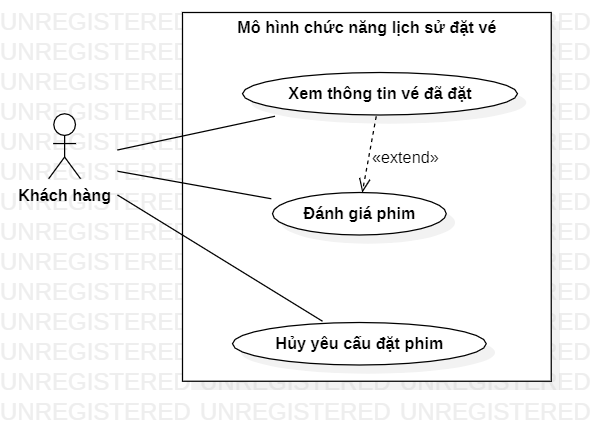 Mô hình chức năng lịch sử đặt vé
Xem thông tin vé đã đặt
«extend»
Khách hàng
Đánh giá phim
Hủy yêu cấu đặt phim
UNREGISTERED UNREGISTERED UNREGISTERED